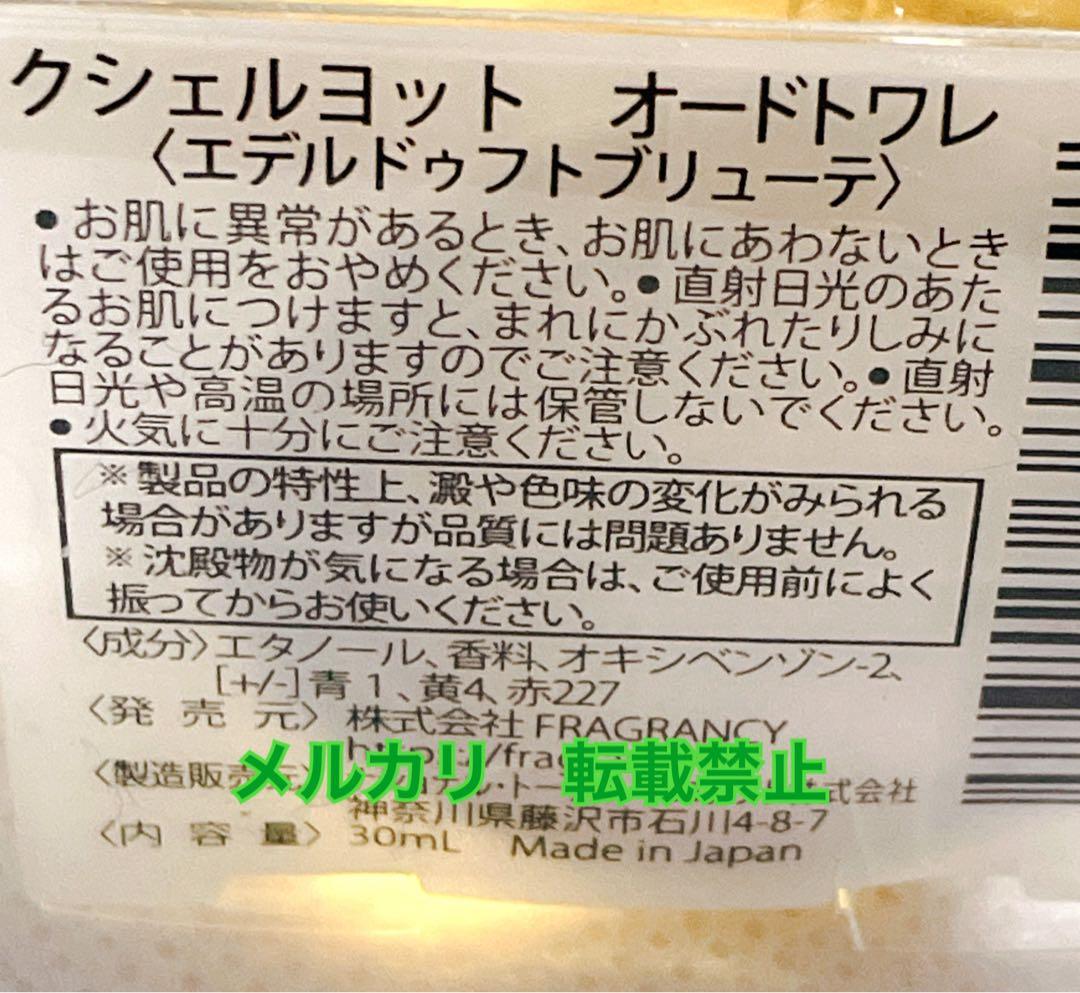 クシェルヨット オードトワレ
〈エデルドゥフトブリューテ〉
●お肌に異常があるとき、お肌にあわないとき
はご使用をおやめください。●直射日光のあた
るお肌につけますと、まれにかぶれたりしみに
なることがありますのでご注意ください。●直射
日光や高温の場所には保管しないでください。
●火気に十分にご注意ください。
※製品の特性上、澱や色味の変化がみられる
場合がありますが品質には問題ありません。
※沈殿物が気になる場合は、ご使用前によく
振ってからお使いください。
〈成分〉エタノール、香料、オキシベンゾン-2、
[+/-]青1、黄4、赤227
〈発売元〉株式会社 FRAGRANCY
メルカリ 転載禁止
〈製造販売元〉 株式会社
神奈川県藤沢市石川4-8-7
〈内容量〉30mL Made in Japan